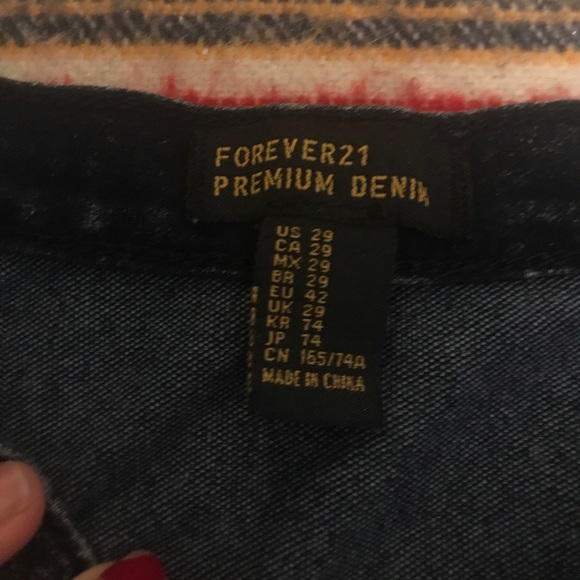 FOREVER21
PREMIUM DENIM
US 29
CA 29
MX 29
BR 29
EU 42
UK 29
KR 74
JP 74
CN 165/74A
MADE IN CHINA